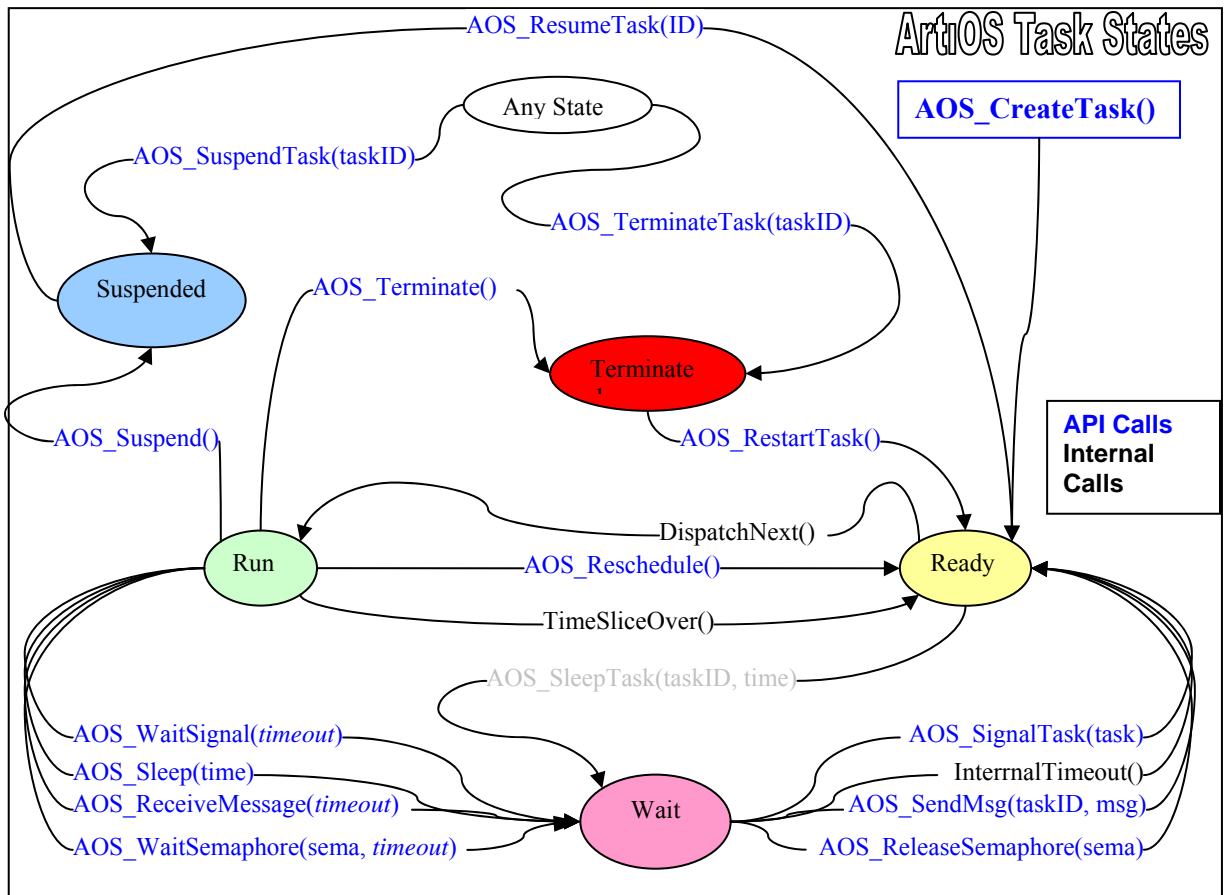 AOS_ResumeTask(ID)
ArtiOS Task States
Any State
AOS_CreateTask()
AOS_SuspendTask(taskID)
AOS_TerminateTask(taskID)
Suspended
AOS_Terminate()
Terminate
AOS_Suspend()
AOS_RestartTask()
API Calls
Internal
Calls
DispatchNext()
Run
AOS_Reschedule()
Ready
TimeSliceOver()
AOS_SleepTask(taskID, time)
AOS_WaitSignal(timeout)
AOS_SignalTask(task)
AOS_Sleep(time)
InterrnalTimeout()
AOS_ReceiveMessage(timeout)
Wait
AOS_SendMsg(taskID, msg)
AOS_WaitSemaphore(sema, timeout)
AOS_ReleaseSemaphore(sema)